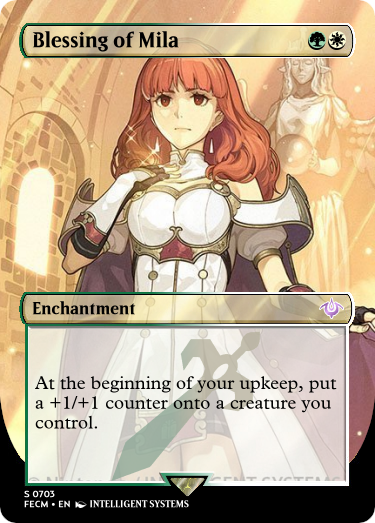 Blessing of Mila
Enchantment
At the beginning of your upkeep, put
a +1/+1 counter onto a creature you
control.
S 0703
FECM • EN INTELLIGENT SYSTEMS